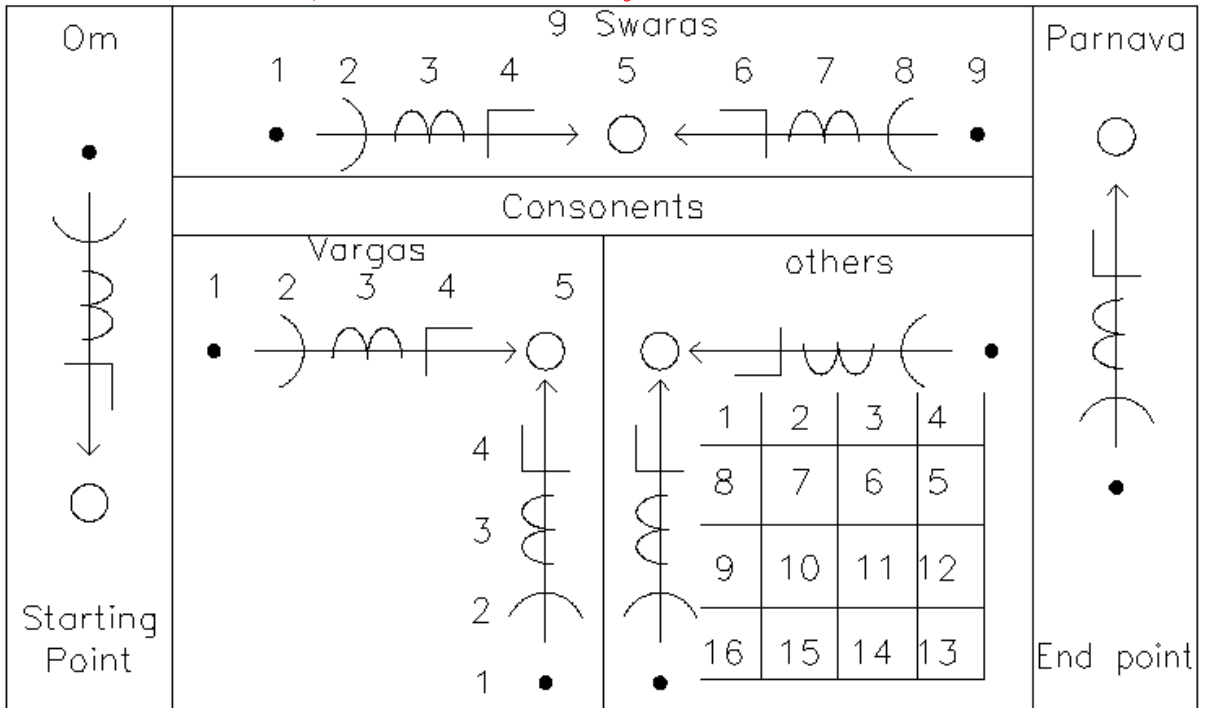 Om
9 Swaras
Parnava
1 2 3 4 5 6 7 8 9
Consonents
Vargas
others
1 2 3 4 5
4
3
2
1
1 2 3 4
8 7 6 5
9 10 11 12
16 15 14 13
Starting
Point
End point